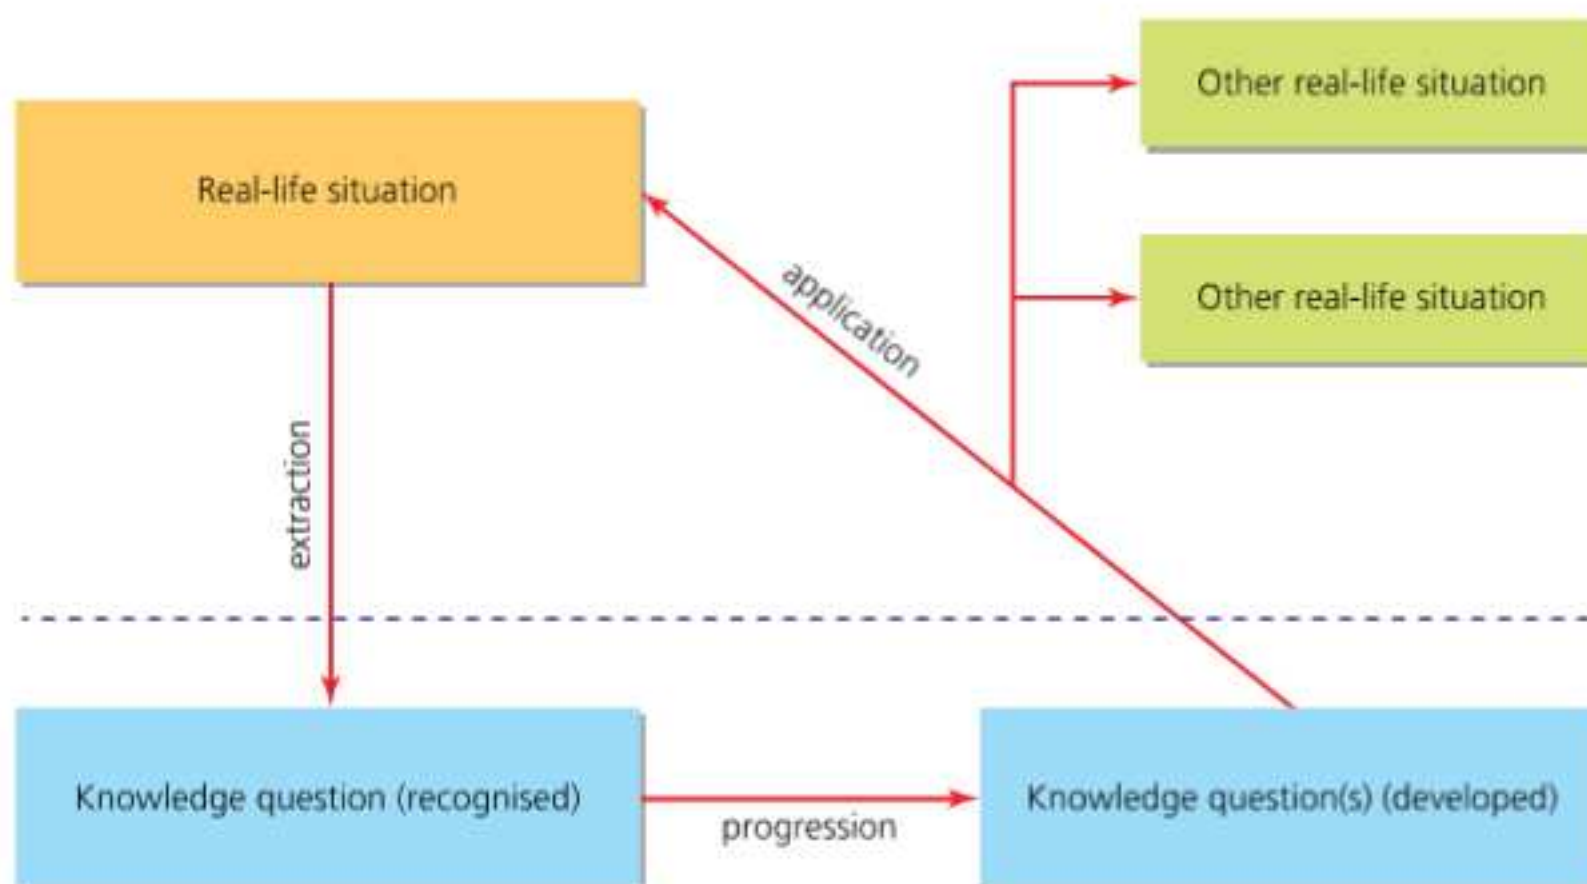 Other real-life situation
Real-life situation
application
Other real-life situation
extraction
Knowledge question (recognised)
progression
Knowledge question(s) (developed)